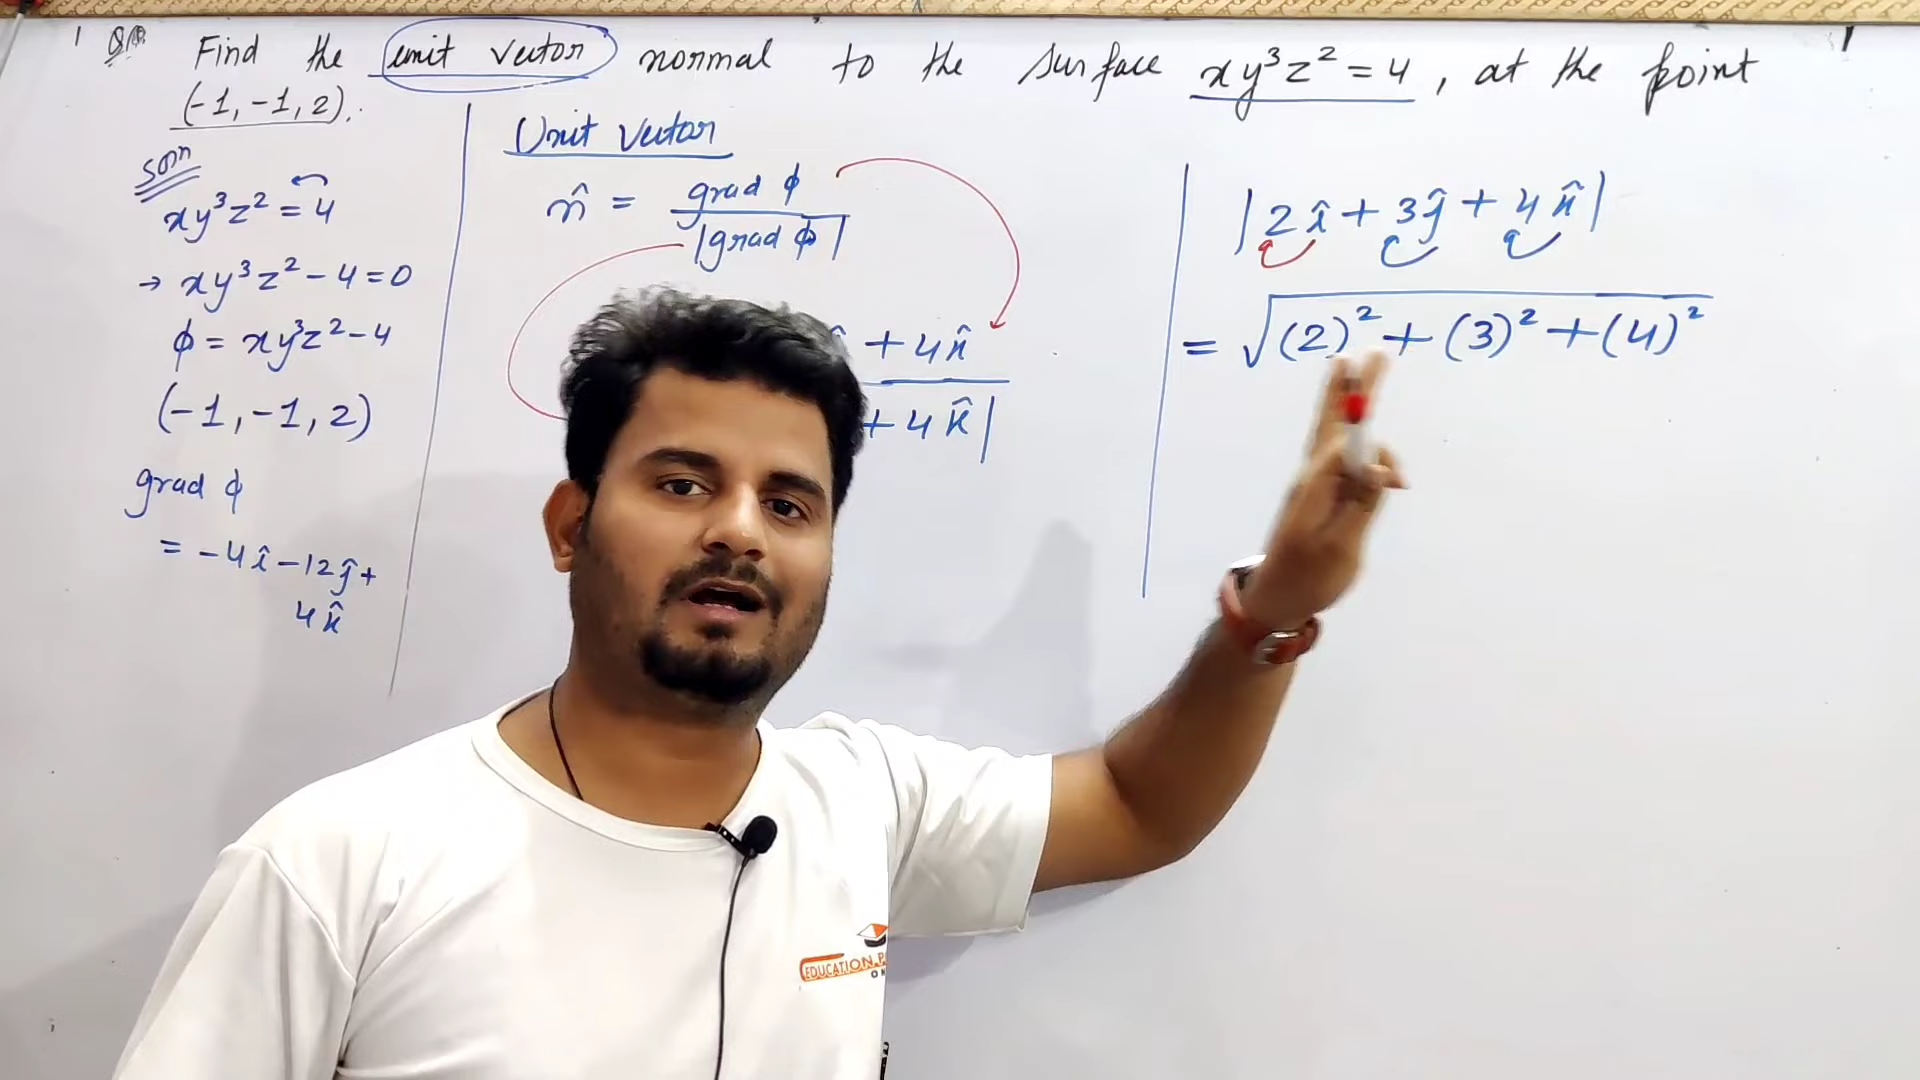 Find the unit vector normal to the surface xy³z² = 4, at the point
(-1, -1, 2).
Soln
xy³z² = 4
→ xy³z² - 4 = 0
ϕ = xy³z² - 4
(-1, -1, 2)
grad ϕ
= -4î - 12ĵ +
4k̂
Unit Vector
n̂ = grad ϕ
|grad ϕ|
+ 4k̂
+ 4k̂|
|2î + 3ĵ + 4k̂|
= √(2)² + (3)² + (4)²
EDUCATION